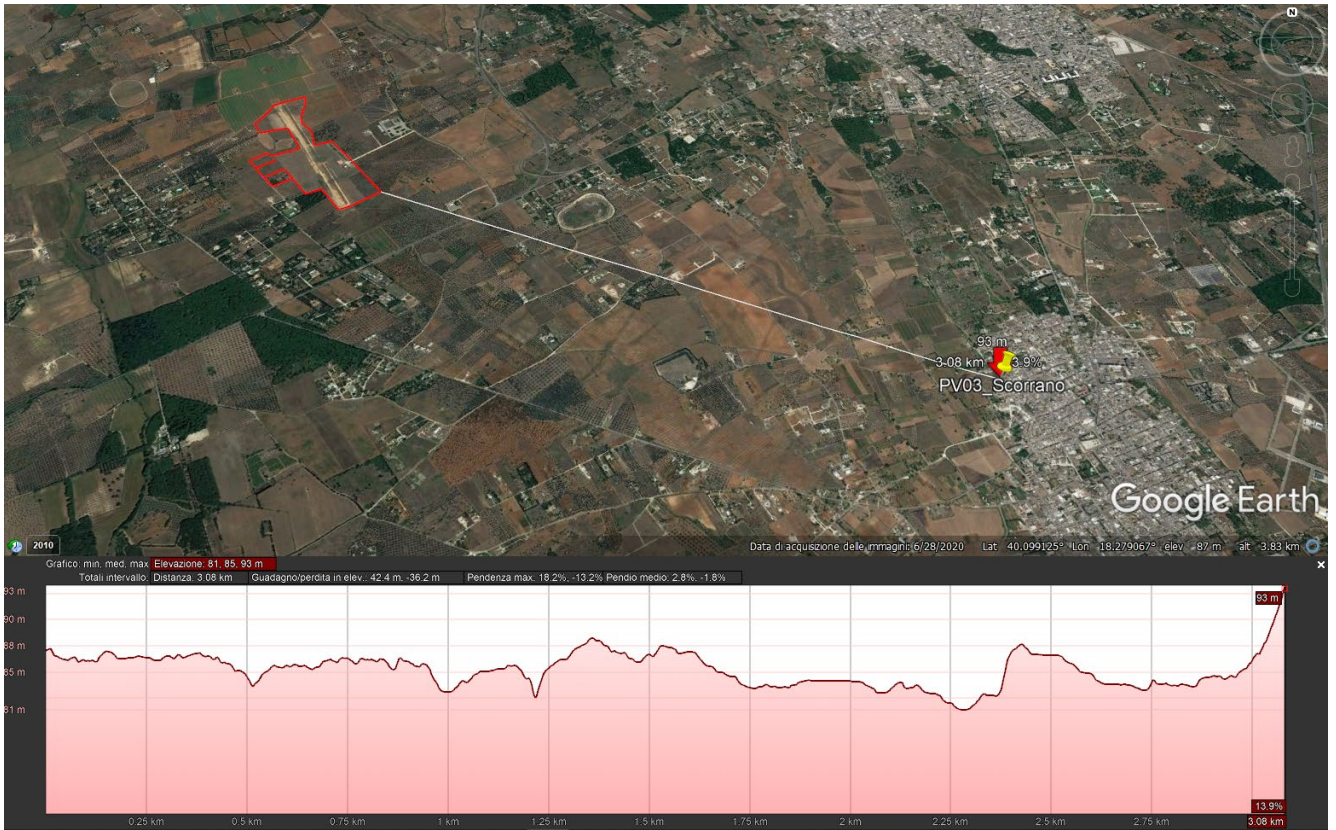 N
93 m
3.08 km
3.9%
PV03_Scorrano
Google Earth
2010
Data di acquisizione delle immagini: 6/28/2020 Lat 40.099125° Lon 18.279067° elev 87 m alt 3.83 km
Grafico: min. med. max Elevazione: 81, 85, 93 m
Totali intervallo: Distanza: 3.08 km Guadagno/perdita in elev.: 42.4 m, -36.2 m Pendenza max: 18.2%, -13.2% Pendio medio: 2.8%, -1.8%
93 m
93 m
90 m
88 m
85 m
81 m
13.9%
0.25 km 0.5 km 0.75 km 1 km 1.25 km 1.5 km 1.75 km 2 km 2.25 km 2.5 km 2.75 km 3.08 km